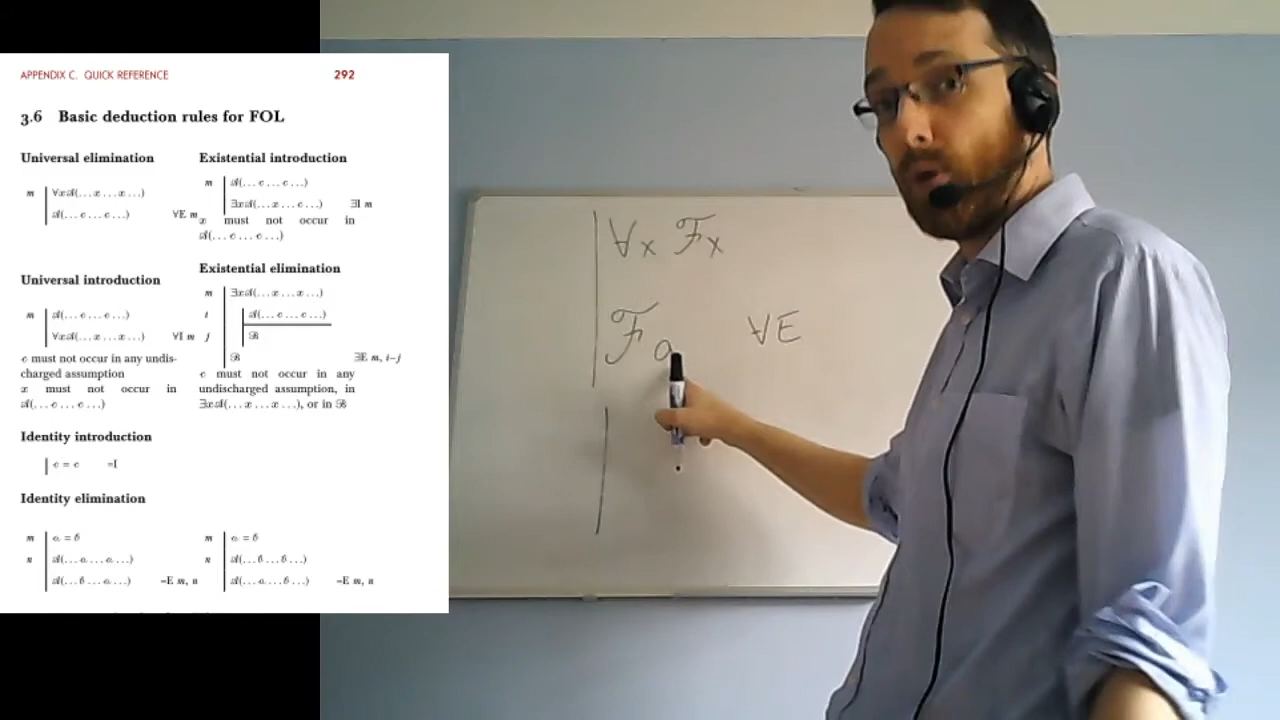 APPENDIX C. QUICK REFERENCE 292
3.6 Basic deduction rules for FOL
Universal elimination
m ∀x𝒜(… x … x …)
𝒜(… c … c …) ∀E m
Existential introduction
m 𝒜(… c … c …)
∃x𝒜(… x … c …) ∃I m
x must not occur in
𝒜(… c … c …)
Universal introduction
m 𝒜(… c … c …)
∀x𝒜(… x … x …) ∀I m
c must not occur in any undis-
charged assumption
x must not occur in
𝒜(… c … c …)
Existential elimination
m ∃x𝒜(… x … x …)
i 𝒜(… c … c …)
j ℬ
ℬ ∃E m, i–j
c must not occur in any
undischarged assumption, in
∃x𝒜(… x … x …), or in ℬ
Identity introduction
c = c =I
Identity elimination
m a = b
n 𝒜(… a … a …)
𝒜(… b … a …) =E m, n
m a = b
n 𝒜(… b … b …)
𝒜(… a … b …) =E m, n
∀x ℱx
ℱa ∀E